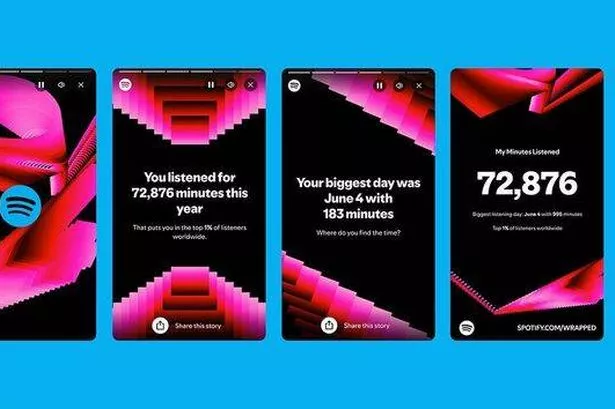 You listened for
72,876 minutes this
year
That puts you in the top 1% of listeners
worldwide.
Share this story
Your biggest day was
June 4 with
183 minutes
Where do you find the time?
Share this story
My Minutes Listened
72,876
Biggest listening day: June 4 with 995 minutes
Top 1% of listeners worldwide.
SPOTIFY.COM/WRAPPED